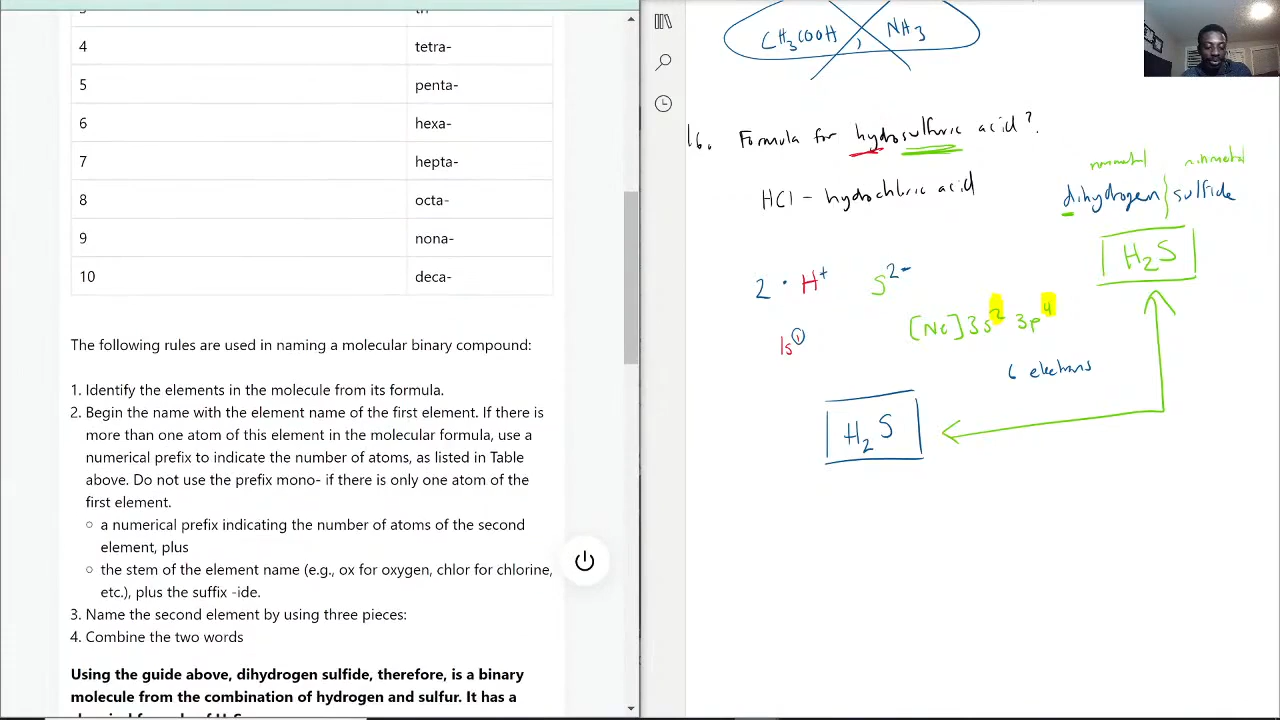 4 tetra-
5 penta-
6 hexa-
7 hepta-
8 octa-
9 nona-
10 deca-
The following rules are used in naming a molecular binary compound:
1. Identify the elements in the molecule from its formula.
2. Begin the name with the element name of the first element. If there is
more than one atom of this element in the molecular formula, use a
numerical prefix to indicate the number of atoms, as listed in Table
above. Do not use the prefix mono- if there is only one atom of the
first element.
○ a numerical prefix indicating the number of atoms of the second
element, plus
○ the stem of the element name (e.g., ox for oxygen, chlor for chlorine,
etc.), plus the suffix -ide.
3. Name the second element by using three pieces:
4. Combine the two words
Using the guide above, dihydrogen sulfide, therefore, is a binary
molecule from the combination of hydrogen and sulfur. It has a
CH₃COOH , NH₃
16. Formula for hydrosulfuric acid?
HCl - hydrochloric acid
nonmetal nonmetal
dihydrogen sulfide
H₂S
2 · H⁺ S²⁻
[Ne]3s² 3p⁴
1s¹
6 electrons
H₂S